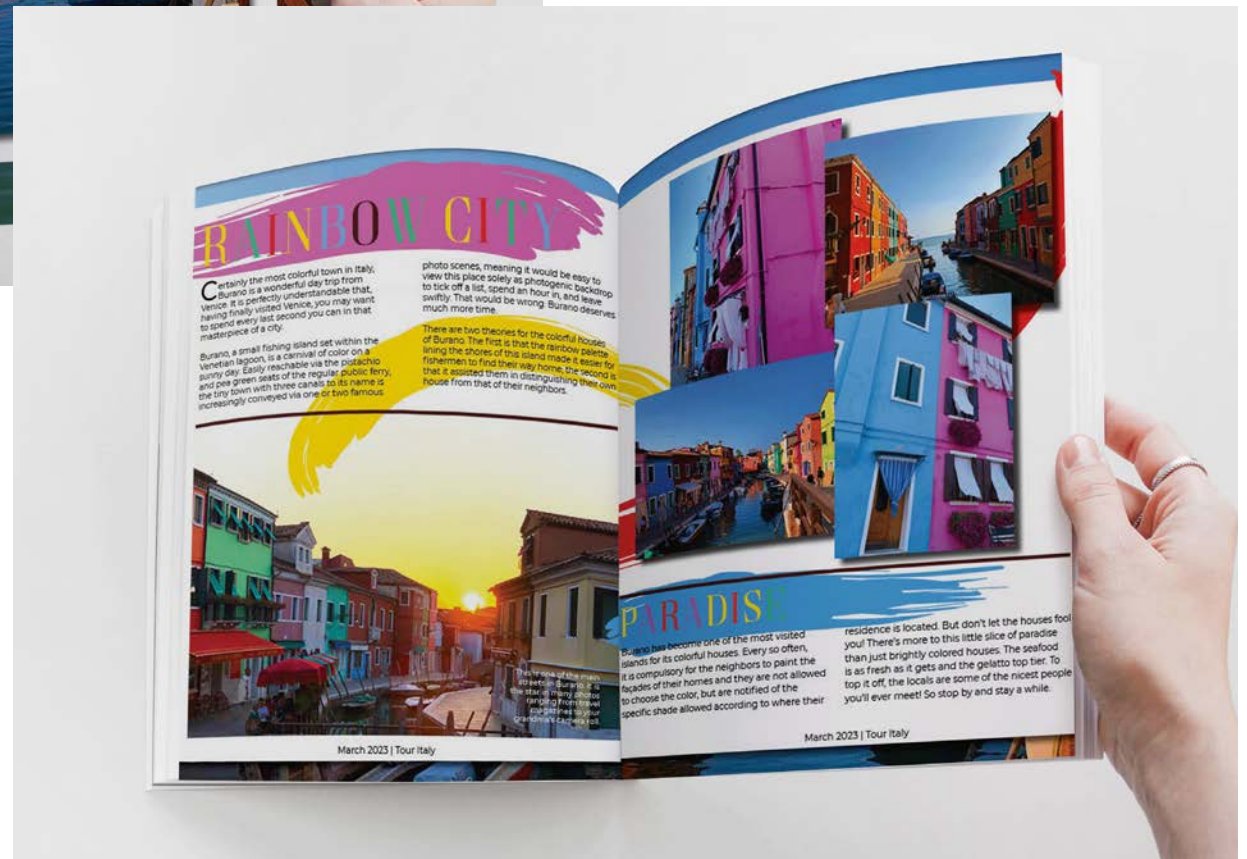 RAINBOW CITY
Certainly the most colorful town in Italy,
Burano is a wonderful day trip from
Venice. It is perfectly understandable that,
having finally visited Venice, you may want
to spend every last second you can in that
masterpiece of a city.
Burano, a small fishing island set within the
Venetian lagoon, is a carnival of color on a
sunny day. Easily reachable via the pistachio
and pea green seats of the regular public ferry,
the tiny town with three canals to its name is
increasingly conveyed via one or two famous
photo scenes, meaning it would be easy to
view this place solely as photogenic backdrop
to tick off a list, spend an hour in, and leave
swiftly. That would be wrong. Burano deserves
much more time.
There are two theories for the colorful houses
of Burano. The first is that the rainbow palette
lining the shores of this island made it easier for
fishermen to find their way home; the second is
that it assisted them in distinguishing their own
house from that of their neighbors.
This is one of the main
streets in Burano. It is
the star in many photos
ranging from travel
magazines to your
grandma's camera roll.
March 2023 | Tour Italy
PARADISE
Burano has become one of the most visited
islands for its colorful houses. Every so often,
it is compulsory for the neighbors to paint the
façades of their homes and they are not allowed
to choose the color, but are notified of the
specific shade allowed according to where their
residence is located. But don't let the houses fool
you! There's more to this little slice of paradise
than just brightly colored houses. The seafood
is as fresh as it gets and the gelatto top tier. To
top it off, the locals are some of the nicest people
you'll ever meet! So stop by and stay a while.
March 2023 | Tour Italy